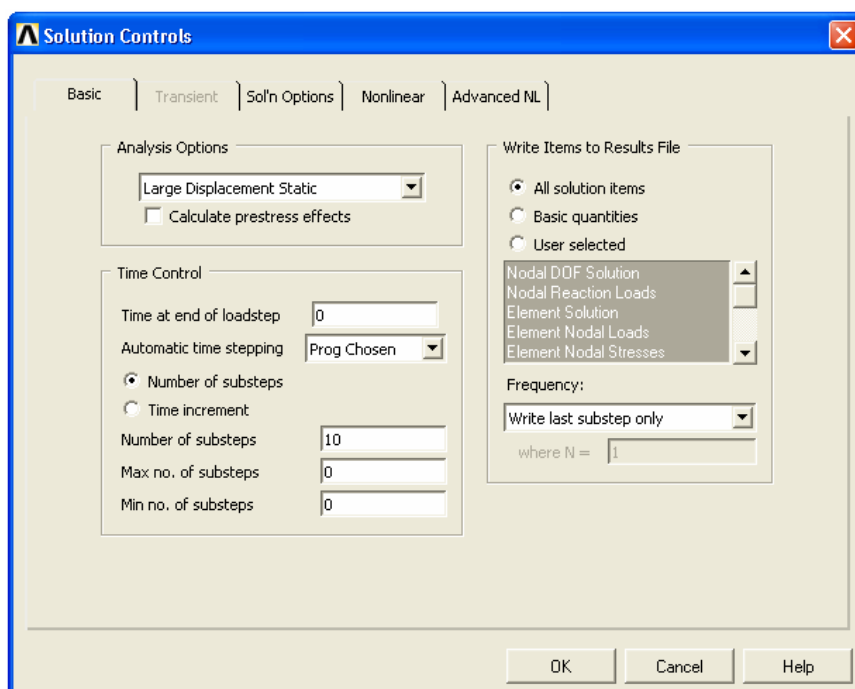 Solution Controls
Basic
Transient
Sol'n Options
Nonlinear
Advanced NL
Analysis Options
Large Displacement Static
Calculate prestress effects
Time Control
Time at end of loadstep 0
Automatic time stepping Prog Chosen
Number of substeps
Time increment
Number of substeps 10
Max no. of substeps 0
Min no. of substeps 0
Write Items to Results File
All solution items
Basic quantities
User selected
Nodal DOF Solution
Nodal Reaction Loads
Element Solution
Element Nodal Loads
Element Nodal Stresses
Frequency:
Write last substep only
where N = 1
OK
Cancel
Help